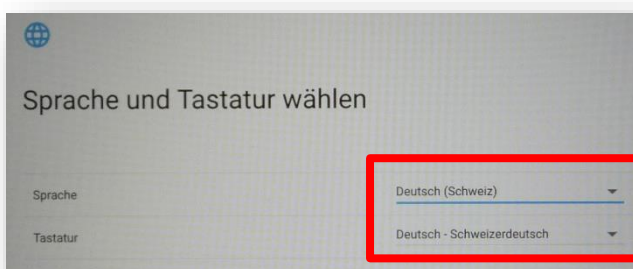 Sprache und Tastatur wählen
Sprache
Deutsch (Schweiz)
Tastatur
Deutsch - Schweizerdeutsch